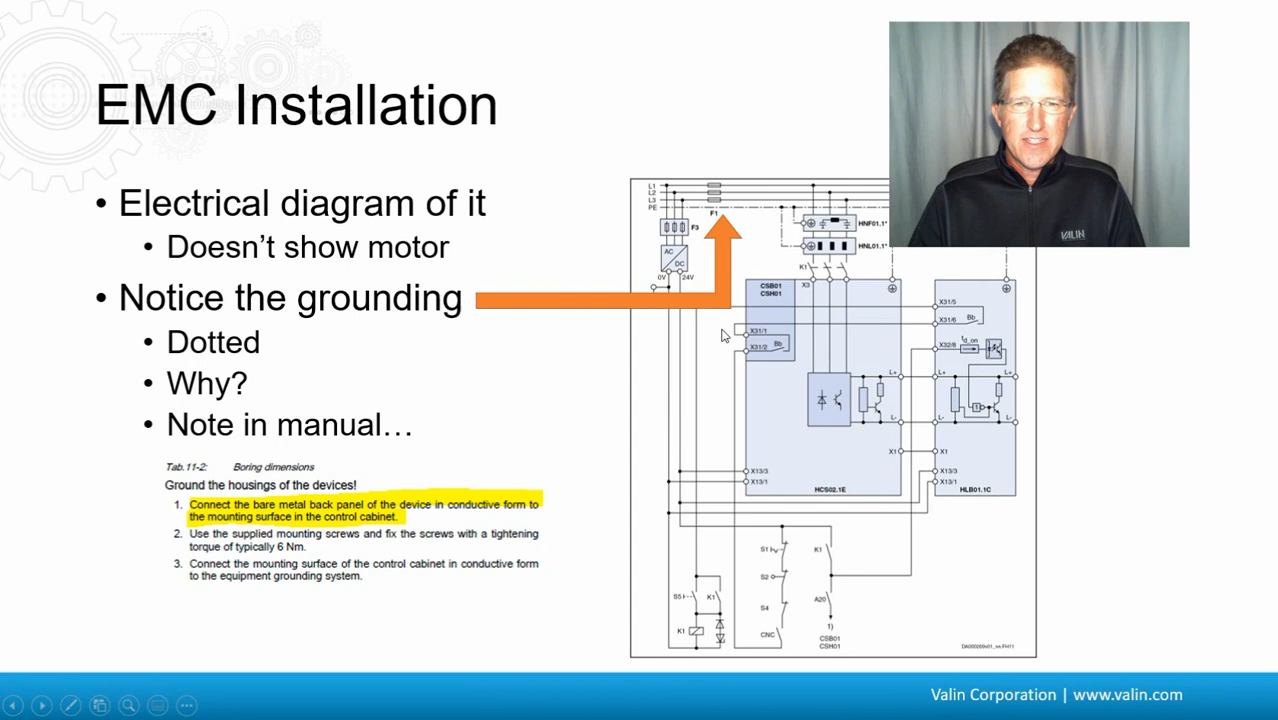 EMC Installation
• Electrical diagram of it
• Doesn't show motor
• Notice the grounding
• Dotted
• Why?
• Note in manual…
Tab. 11-2: Boring dimensions
Ground the housings of the devices!
1. Connect the bare metal back panel of the device in conductive form to
the mounting surface in the control cabinet.
2. Use the supplied mounting screws and fix the screws with a tightening
torque of typically 6 Nm.
3. Connect the mounting surface of the control cabinet in conductive form
to the equipment grounding system.
VALIN
L1
L2
L3
PE
F1
F3
HNF01.1*
HNL01.1*
AC
DC
0V 24V
K1
X3
CSB01
CSH01
X31/1
X31/2
Bb
X31/5
X31/6
Bb
X32/8
td_on
L+
L+
L+
L-
L-
L-
1
X1
X1
X13/3
X13/1
X13/3
X13/1
HCS02.1E
HLB01.1C
S1
K1
S2
S4
A20
S5
K1
K1
CNC
1)
CSB01
CSH01
DA000269v01_nn.FH11
Valin Corporation | www.valin.com